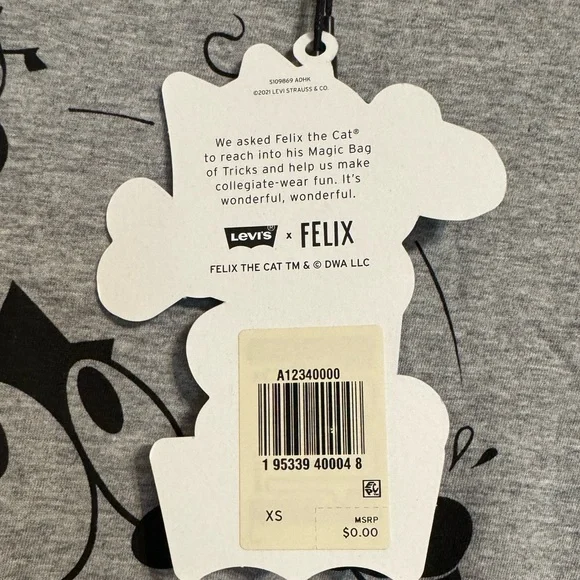 S109869 ADHK
©2021 LEVI STRAUSS & CO.
We asked Felix the Cat®
to reach into his Magic Bag
of Tricks and help us make
collegiate-wear fun. It's
wonderful, wonderful.
LEVI'S® x FELIX
FELIX THE CAT TM & © DWA LLC
A12340000
1 95339 40004 8
XS
MSRP
$0.00